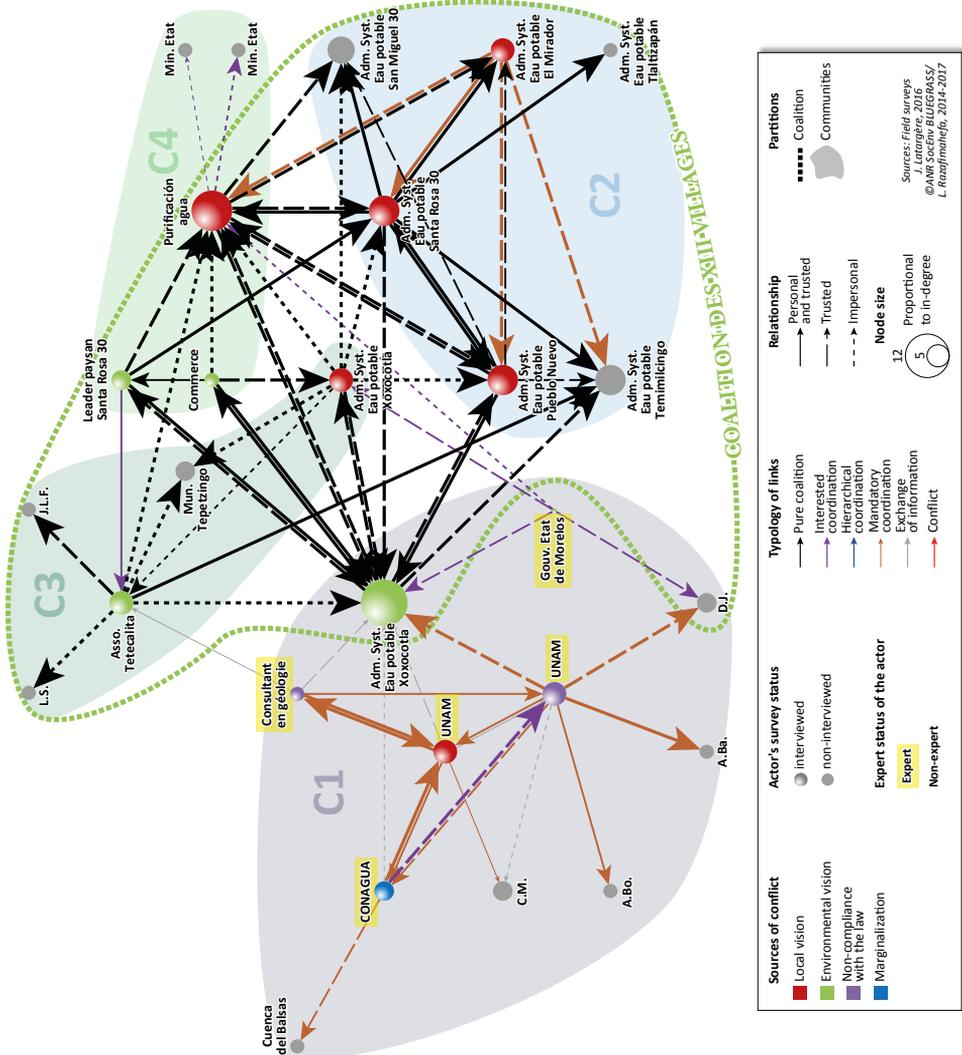 C4
Min. Etat
Min. Etat
Adm. Syst.
Eau potable
San Miguel 30
Adm. Syst.
Eau potable
El Mirador
Adm. Syst.
Eau potable
Tlaltizapán
Purificación
agua
Adm. Syst.
Eau potable
Santa Rosa 30
C2
Leader paysan
Santa Rosa 30
Commerce
Adm. Syst.
Eau potable
Xoxocotla
Adm. Syst.
Eau potable
Pueblo Nuevo
Adm. Syst.
Eau potable
Temimilcingo
COALITION DES XIII VILLAGES
J.L.F.
Mun.
Tepetzingo
C3
L.S.
Asso.
Tetecalita
Adm. Syst.
Eau potable
Xoxocotla
Gouv. Etat
de Morelos
D.J.
Consultant
en géologie
UNAM
UNAM
C1
A.Ba.
CONAGUA
C.M.
A.Bo.
Cuenca
del Balsas
Sources of conflict
Local vision
Environmental vision
Non-compliance
with the law
Marginalization
Actor's survey status
interviewed
non-interviewed
Expert status of the actor
Expert
Non-expert
Typology of links
Pure coalition
Interested
coordination
Hierarchical
coordination
Mandatory
coordination
Exchange
of information
Conflict
Relationship
Personal
and trusted
Trusted
Impersonal
Node size
12
5
Proportional
to in-degree
Partitions
Coalition
Communities
Sources: Field surveys
J. Latargère, 2016
©ANR SocEnv BLUEGRASS/
L. Razafimahefa, 2014-2017